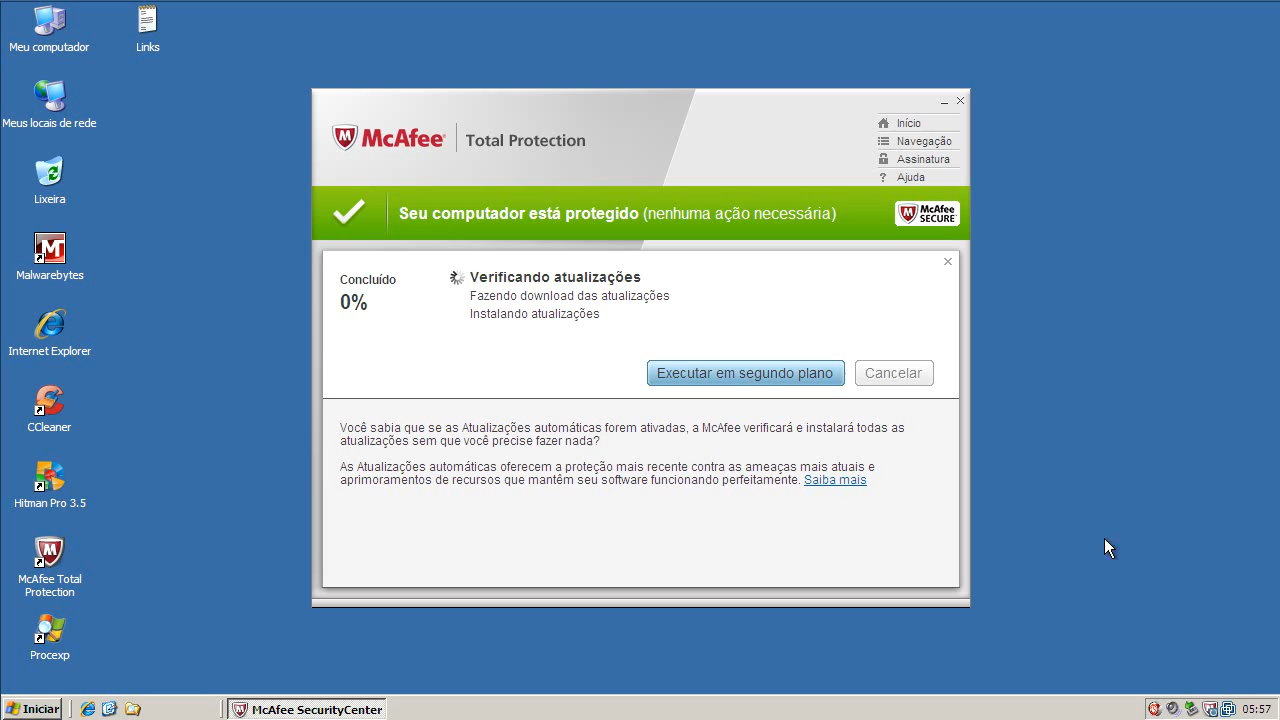 Meu computador
Links
Meus locais de rede
Lixeira
Malwarebytes
Internet Explorer
CCleaner
Hitman Pro 3.5
McAfee Total
Protection
Procexp
McAfee Total Protection
Início
Navegação
Assinatura
? Ajuda
Seu computador está protegido (nenhuma ação necessária)
McAfee
SECURE
Concluído
0%
Verificando atualizações
Fazendo download das atualizações
Instalando atualizações
Executar em segundo plano
Cancelar
Você sabia que se as Atualizações automáticas forem ativadas, a McAfee verificará e instalará todas as
atualizações sem que você precise fazer nada?
As Atualizações automáticas oferecem a proteção mais recente contra as ameaças mais atuais e
aprimoramentos de recursos que mantêm seu software funcionando perfeitamente. Saiba mais
Iniciar
McAfee SecurityCenter
05:57